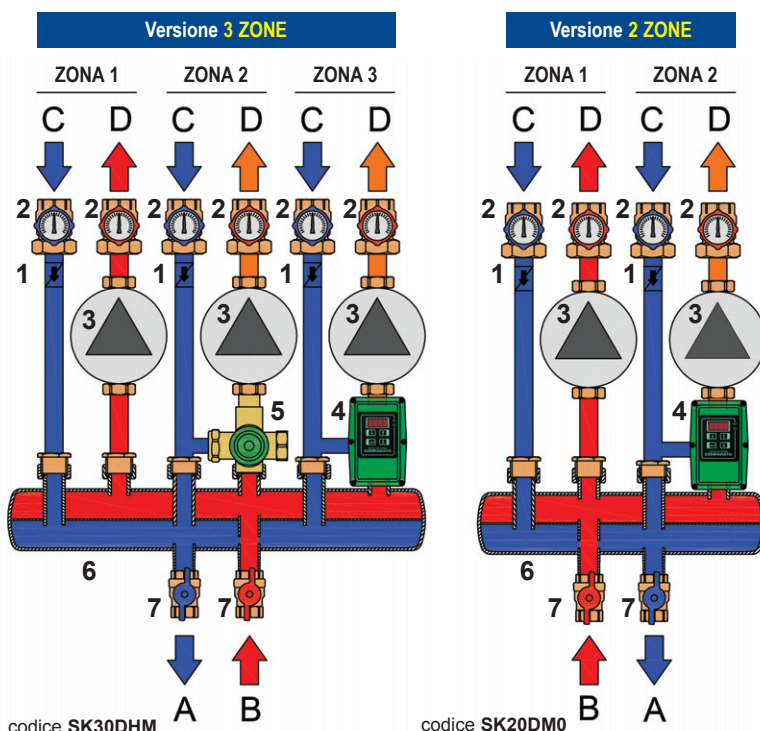 Versione 3 ZONE
Versione 2 ZONE
ZONA 1 ZONA 2 ZONA 3
ZONA 1 ZONA 2
C D C D C D
C D C D
2 2 2 2 2 2
2 2 2 2
1 1 1
1 1
3 3 3
3 3
5 4
4
6
6
7 7
7 7
A B
B A
codice SK30DHM
codice SK20DM0